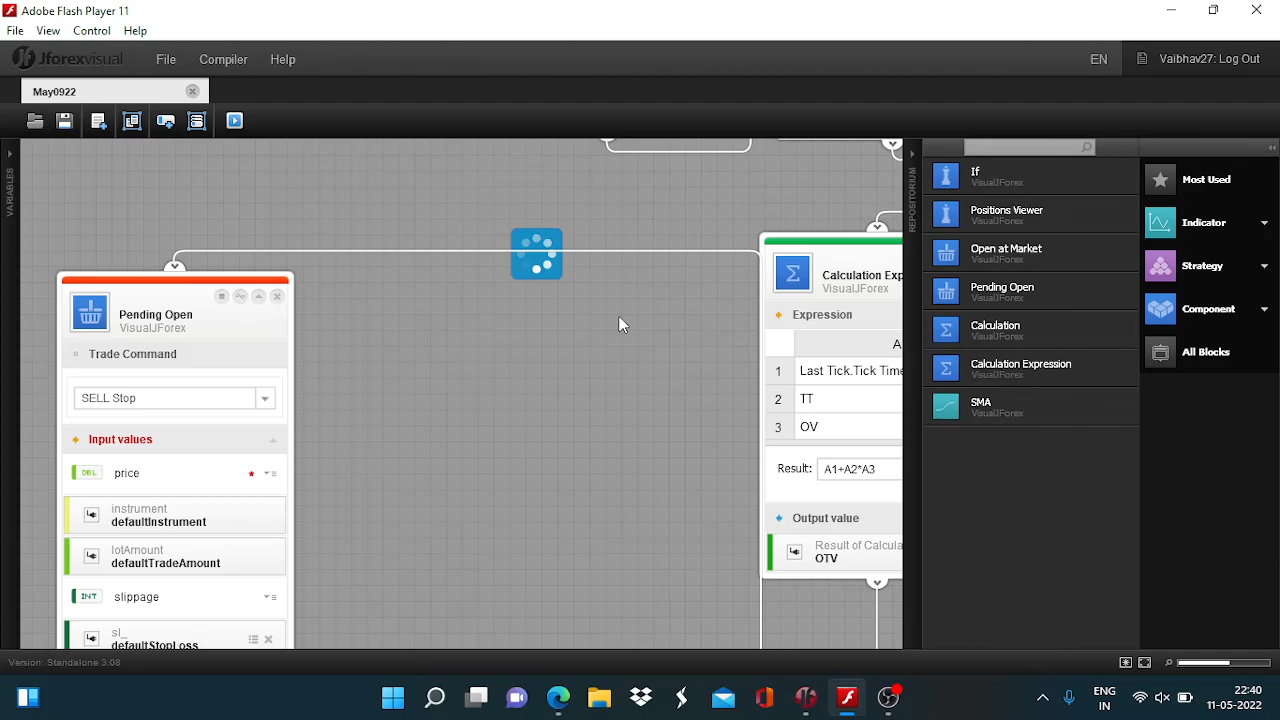 Adobe Flash Player 11
File View Control Help
Jforexvisual File Compiler Help EN Vaibhav27: Log Out
May0922
VARIABLES
REPOSITORIUM
Pending Open
VisualJForex
Trade Command
SELL Stop
Input values
DBL price *
instrument
defaultInstrument
lotAmount
defaultTradeAmount
INT slippage
sl_
defaultStopLoss
Calculation Exp
VisualJForex
Expression
A
1 Last Tick.Tick Time
2 TT
3 OV
Result: A1+A2*A3
Output value
Result of Calcula
OTV
If
VisualJForex
Positions Viewer
VisualJForex
Open at Market
VisualJForex
Pending Open
VisualJForex
Calculation
VisualJForex
Calculation Expression
VisualJForex
SMA
VisualJForex
Most Used
Indicator
Strategy
Component
All Blocks
Version: Standalone 3.08
ENG
IN
22:40
11-05-2022